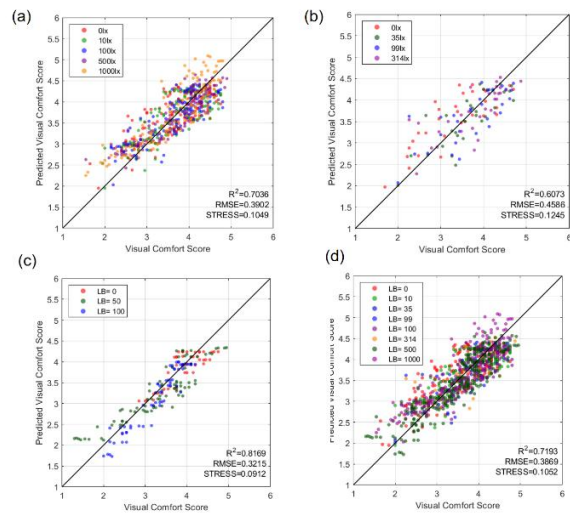 (a)
0lx
10lx
100lx
500lx
1000lx
Predicted Visual Comfort Score
6
5.5
5
4.5
4
3.5
3
2.5
2
1.5
1
R²=0.7036
RMSE=0.3902
STRESS=0.1049
1 2 3 4 5 6
Visual Comfort Score
(b)
0lx
35lx
99lx
314lx
Predicted Visual Comfort Score
6
5.5
5
4.5
4
3.5
3
2.5
2
1.5
1
R²=0.6073
RMSE=0.4586
STRESS=0.1245
1 2 3 4 5 6
Visual Comfort Score
(c)
LB= 0
LB= 50
LB= 100
Predicted Visual Comfort Score
6
5.5
5
4.5
4
3.5
3
2.5
2
1.5
1
R²=0.8169
RMSE=0.3215
STRESS=0.0912
1 2 3 4 5 6
Visual Comfort Score
(d)
LB= 0
LB= 10
LB= 35
LB= 99
LB= 100
LB= 314
LB= 500
LB= 1000
Predicted Visual Comfort Score
6
5.5
5
4.5
4
3.5
3
2.5
2
1.5
1
R²=0.7193
RMSE=0.3869
STRESS=0.1052
1 2 3 4 5 6
Visual Comfort Score